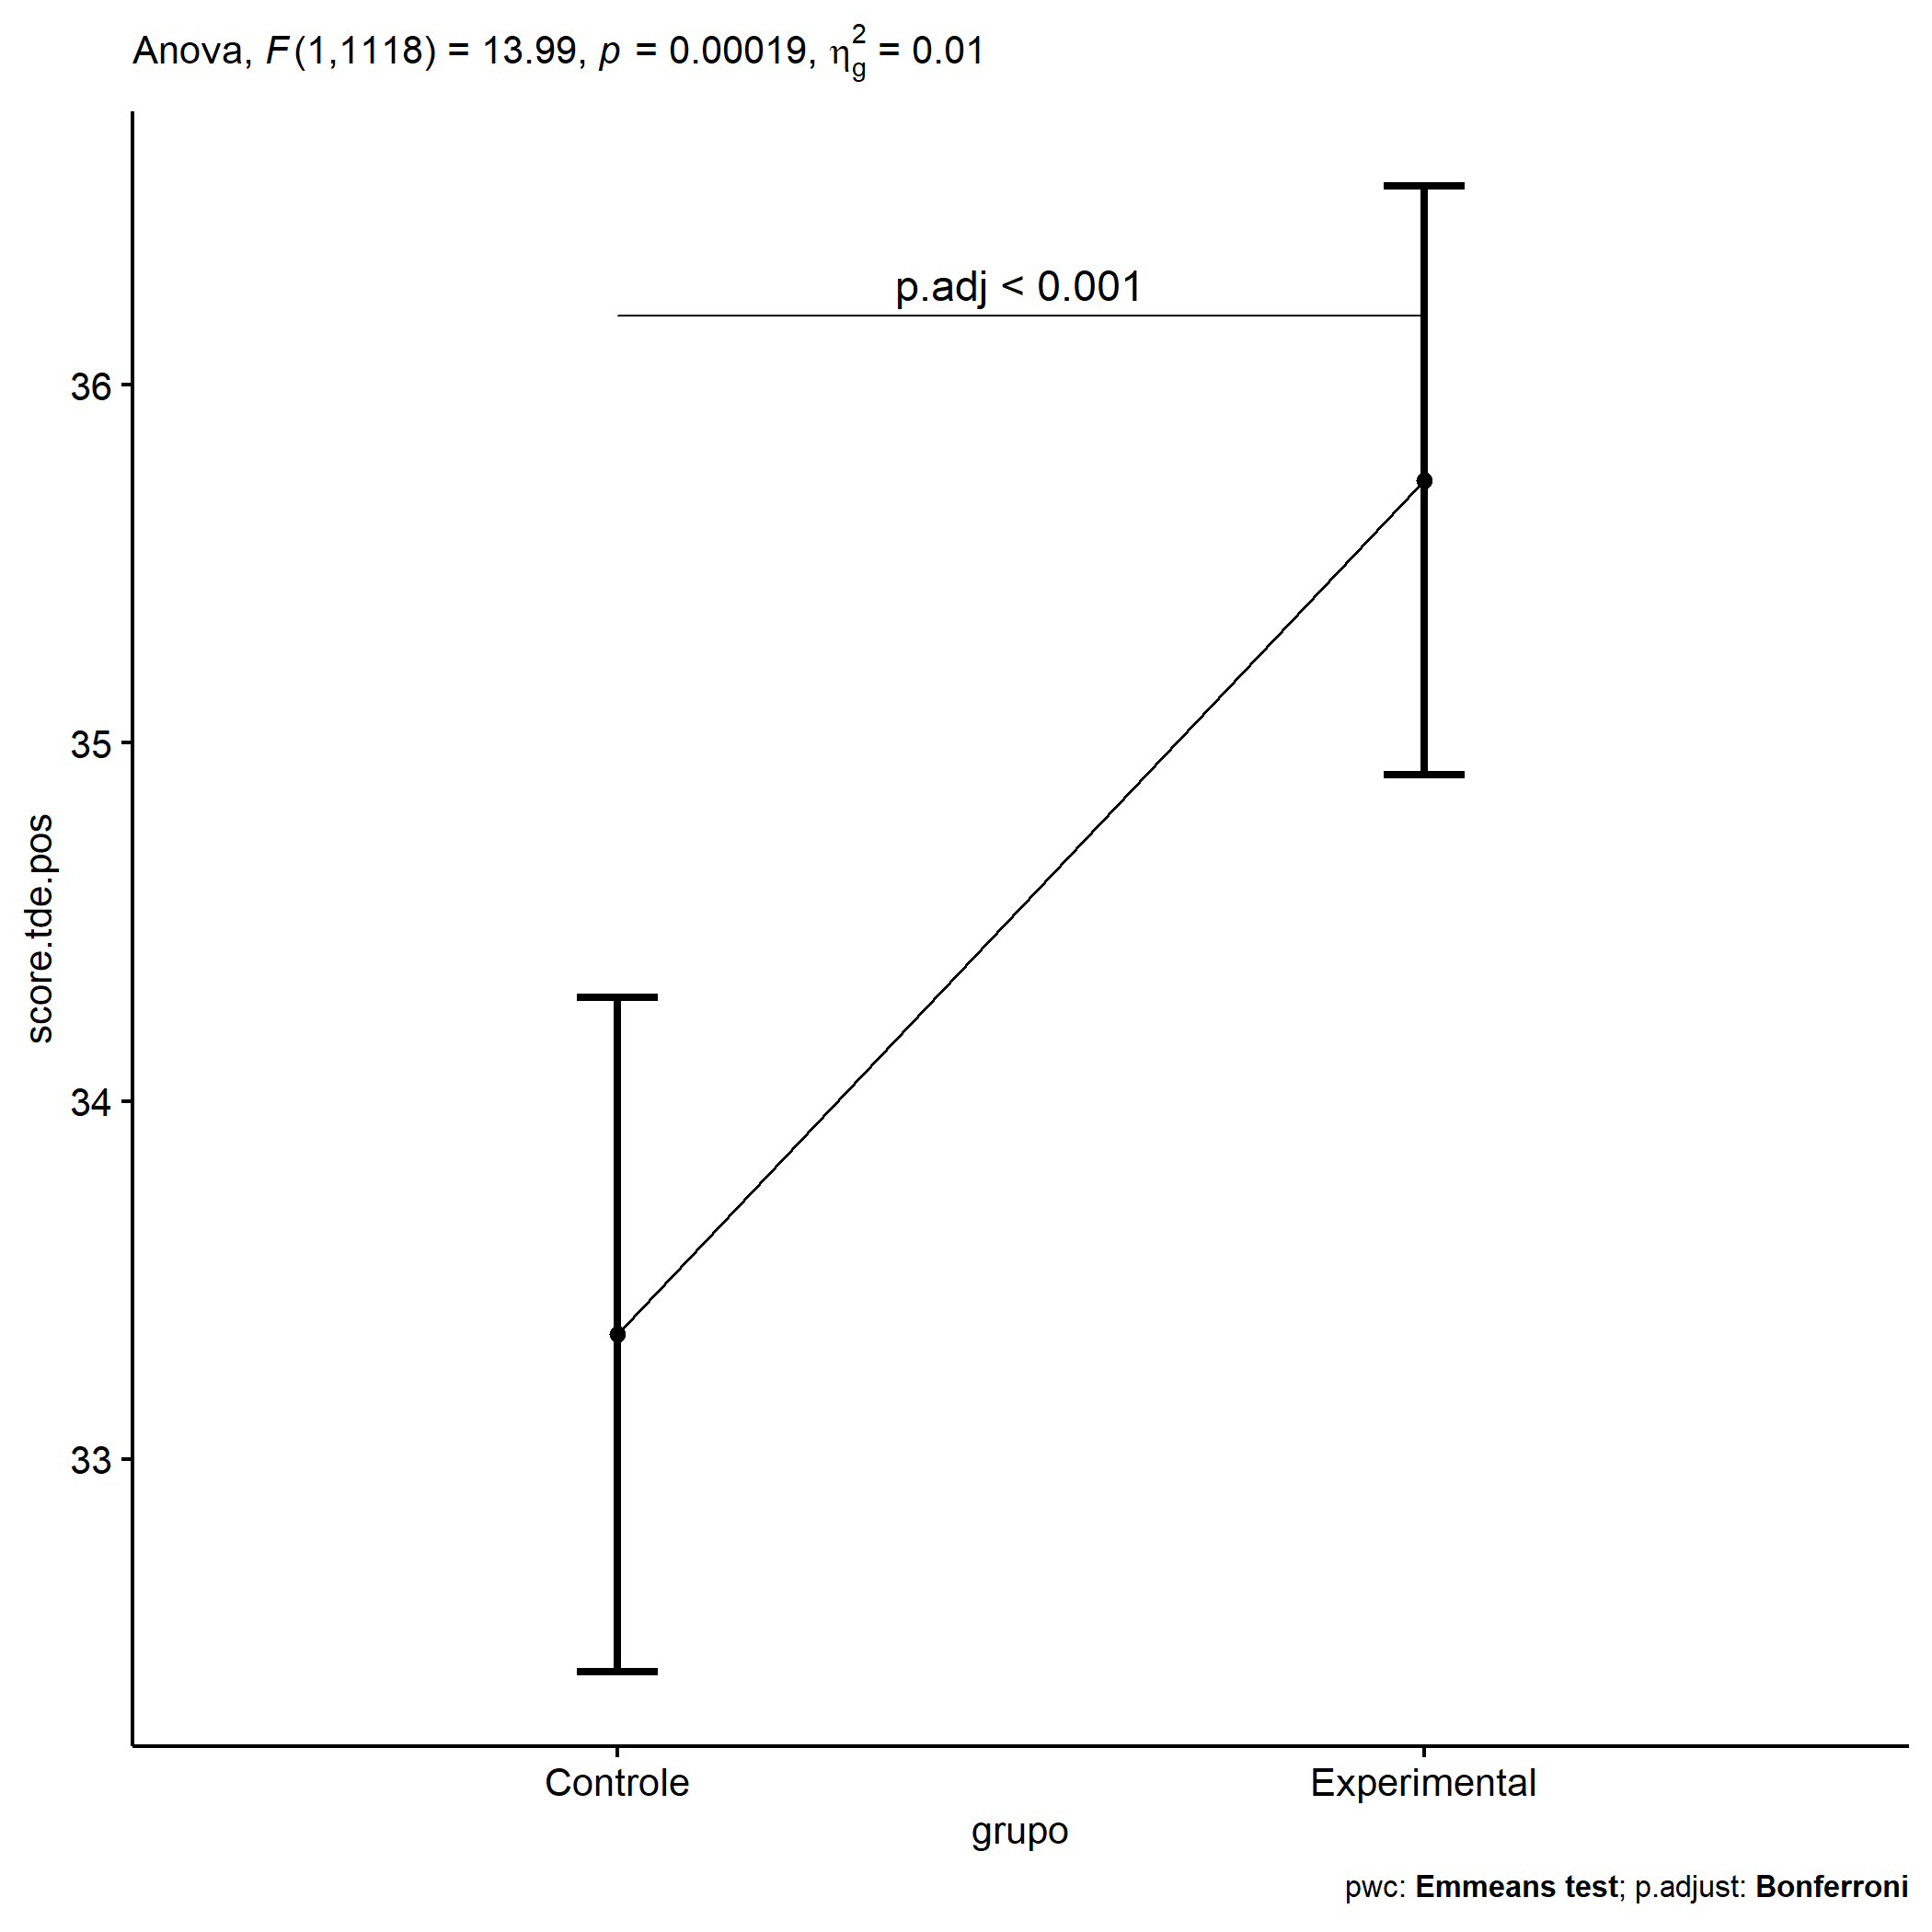 Anova, F(1,1118) = 13.99, p = 0.00019, η²g = 0.01
p.adj < 0.001
36
35
34
33
score.tde.pos
Controle
Experimental
grupo
pwc: Emmeans test; p.adjust: Bonferroni